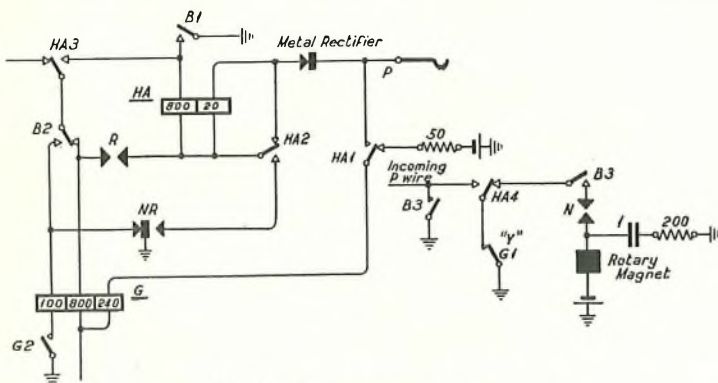 B1
HA3
Metal Rectifier
P
HA
800 20
B2
R
HA2
50
HA1
Incoming
P wire
B3
HA4
B3
NR
"Y"
G1
N
1
200
Rotary
Magnet
100 800 240
G
G2